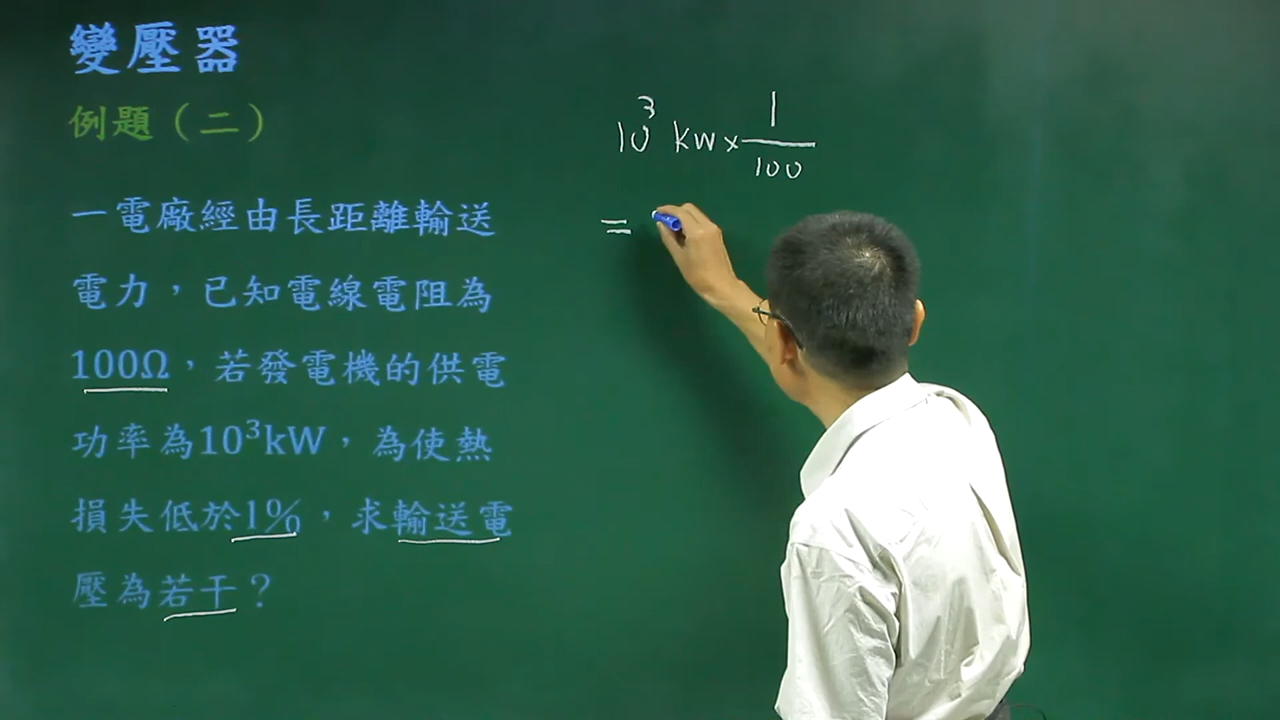 變壓器
例題（二）
一電廠經由長距離輸送
電力，已知電線電阻為
100Ω，若發電機的供電
功率為10³kW，為使熱
損失低於1%，求輸送電
壓為若干？
10³ kw × 1/100
=